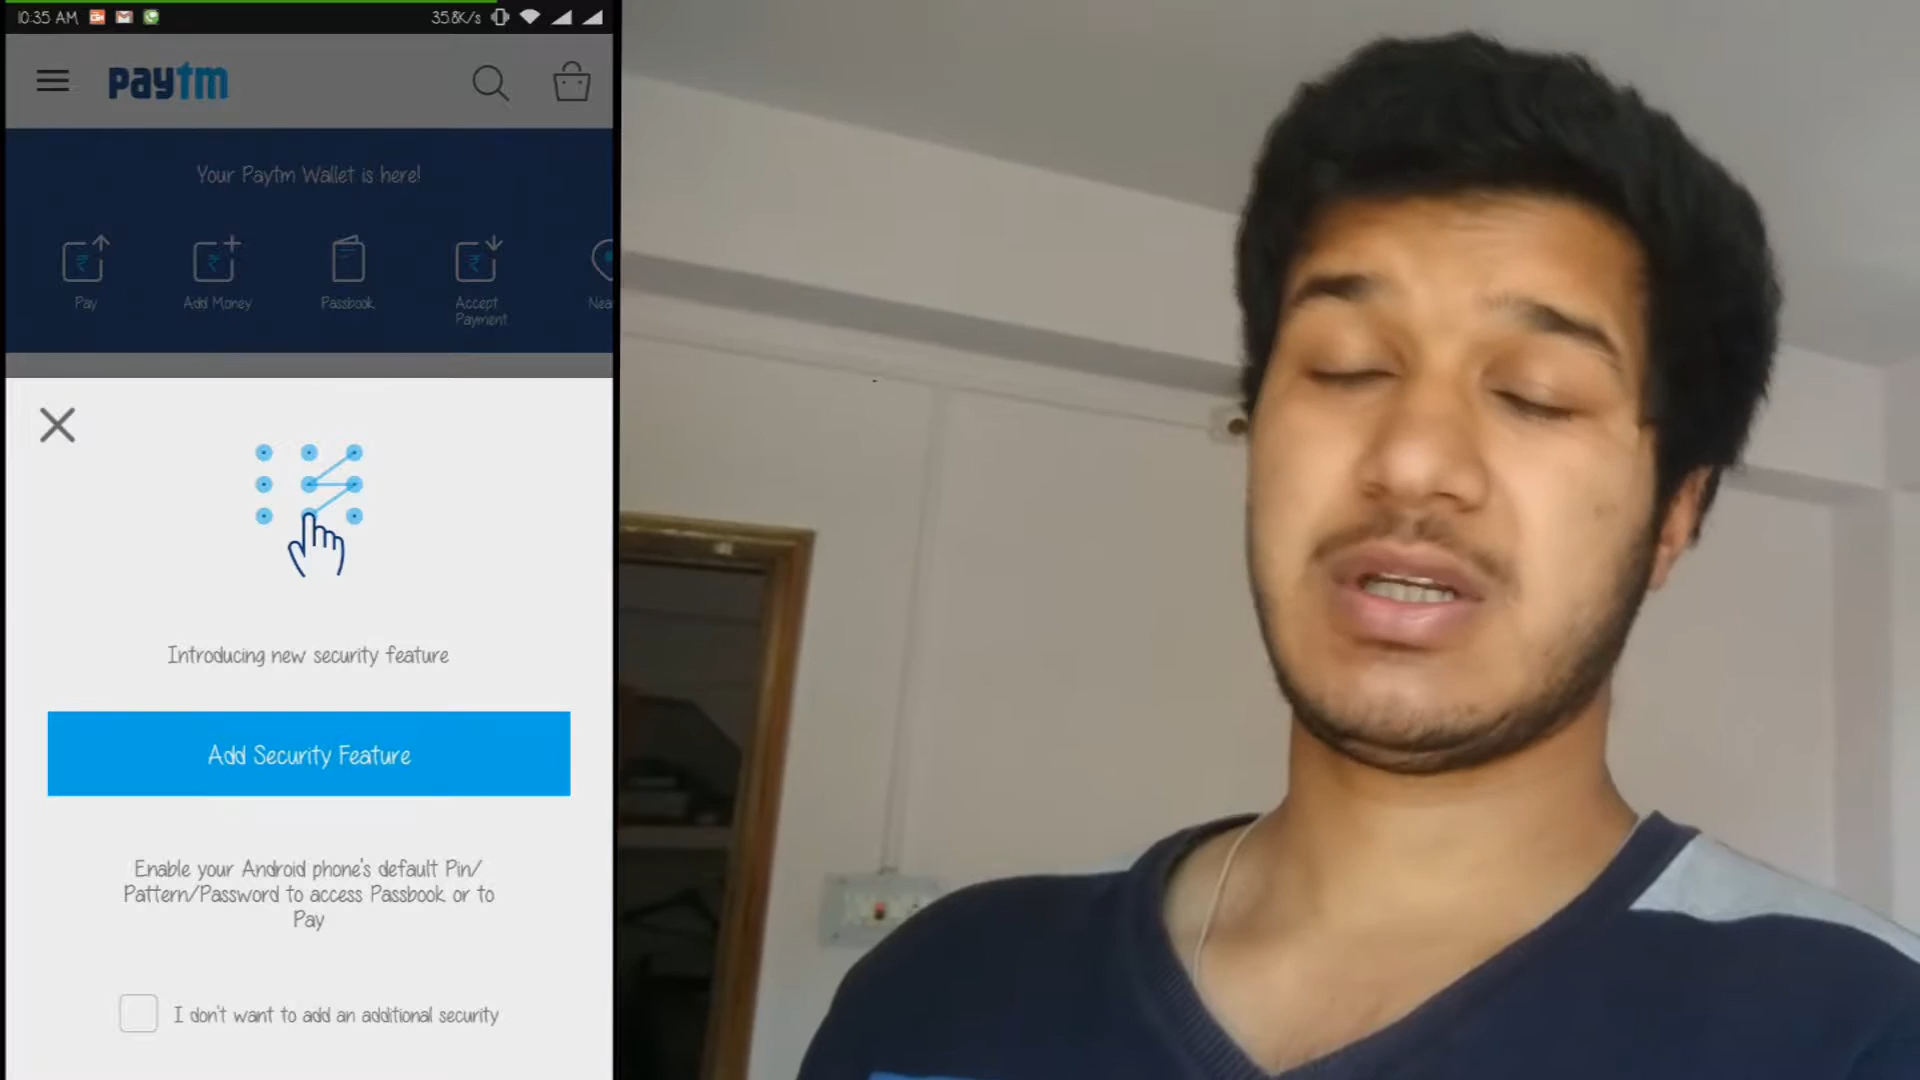 10:35 AM 35.8K/s
paytm
Your Paytm Wallet is here!
Pay Add Money Passbook Accept
Payment
Introducing new security feature
Add Security Feature
Enable your Android phone's default Pin/
Pattern/Password to access Passbook or to
Pay
I don't want to add an additional security